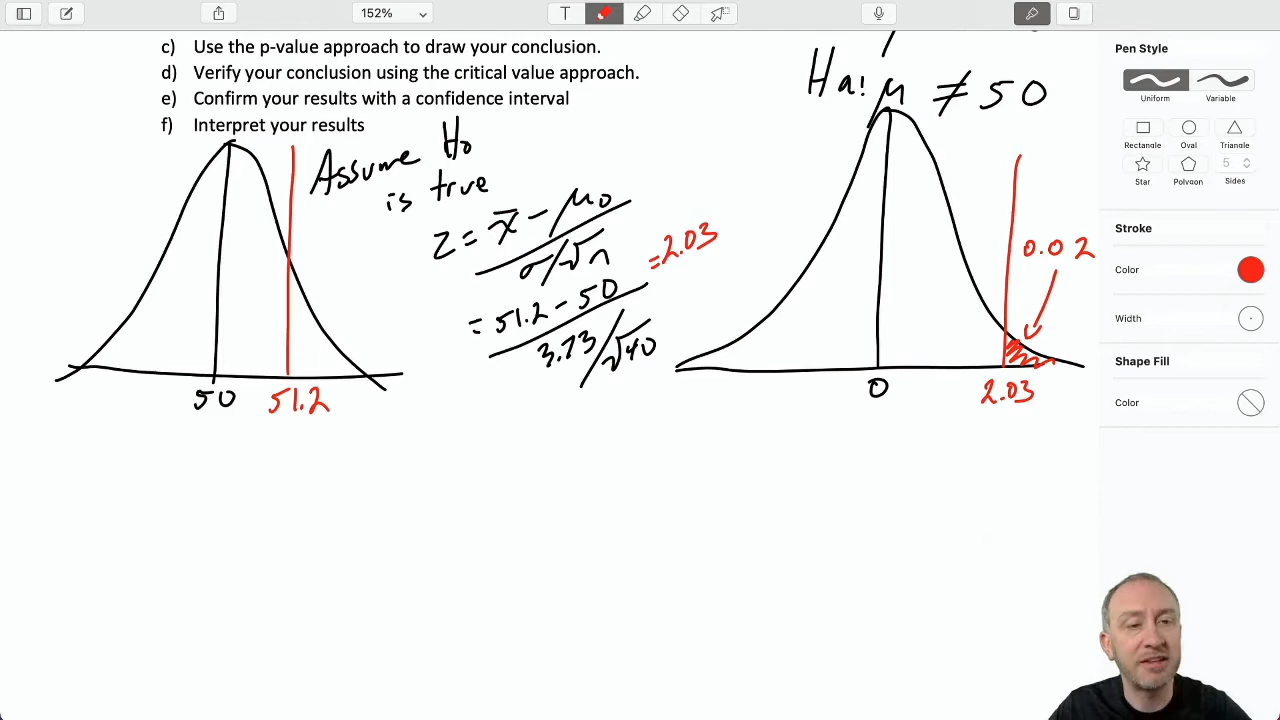 152%
T
c) Use the p-value approach to draw your conclusion.
d) Verify your conclusion using the critical value approach.
e) Confirm your results with a confidence interval
f) Interpret your results
Ha: μ ≠ 50
Assume Ho
is true
z = x̄ - μo
σ/√n
= 51.2 - 50
3.73/√40
= 2.03
50
51.2
0.02
0
2.03
Pen Style
Uniform Variable
Rectangle Oval Triangle
5
Star Polygon Sides
Stroke
Color
Width
Shape Fill
Color